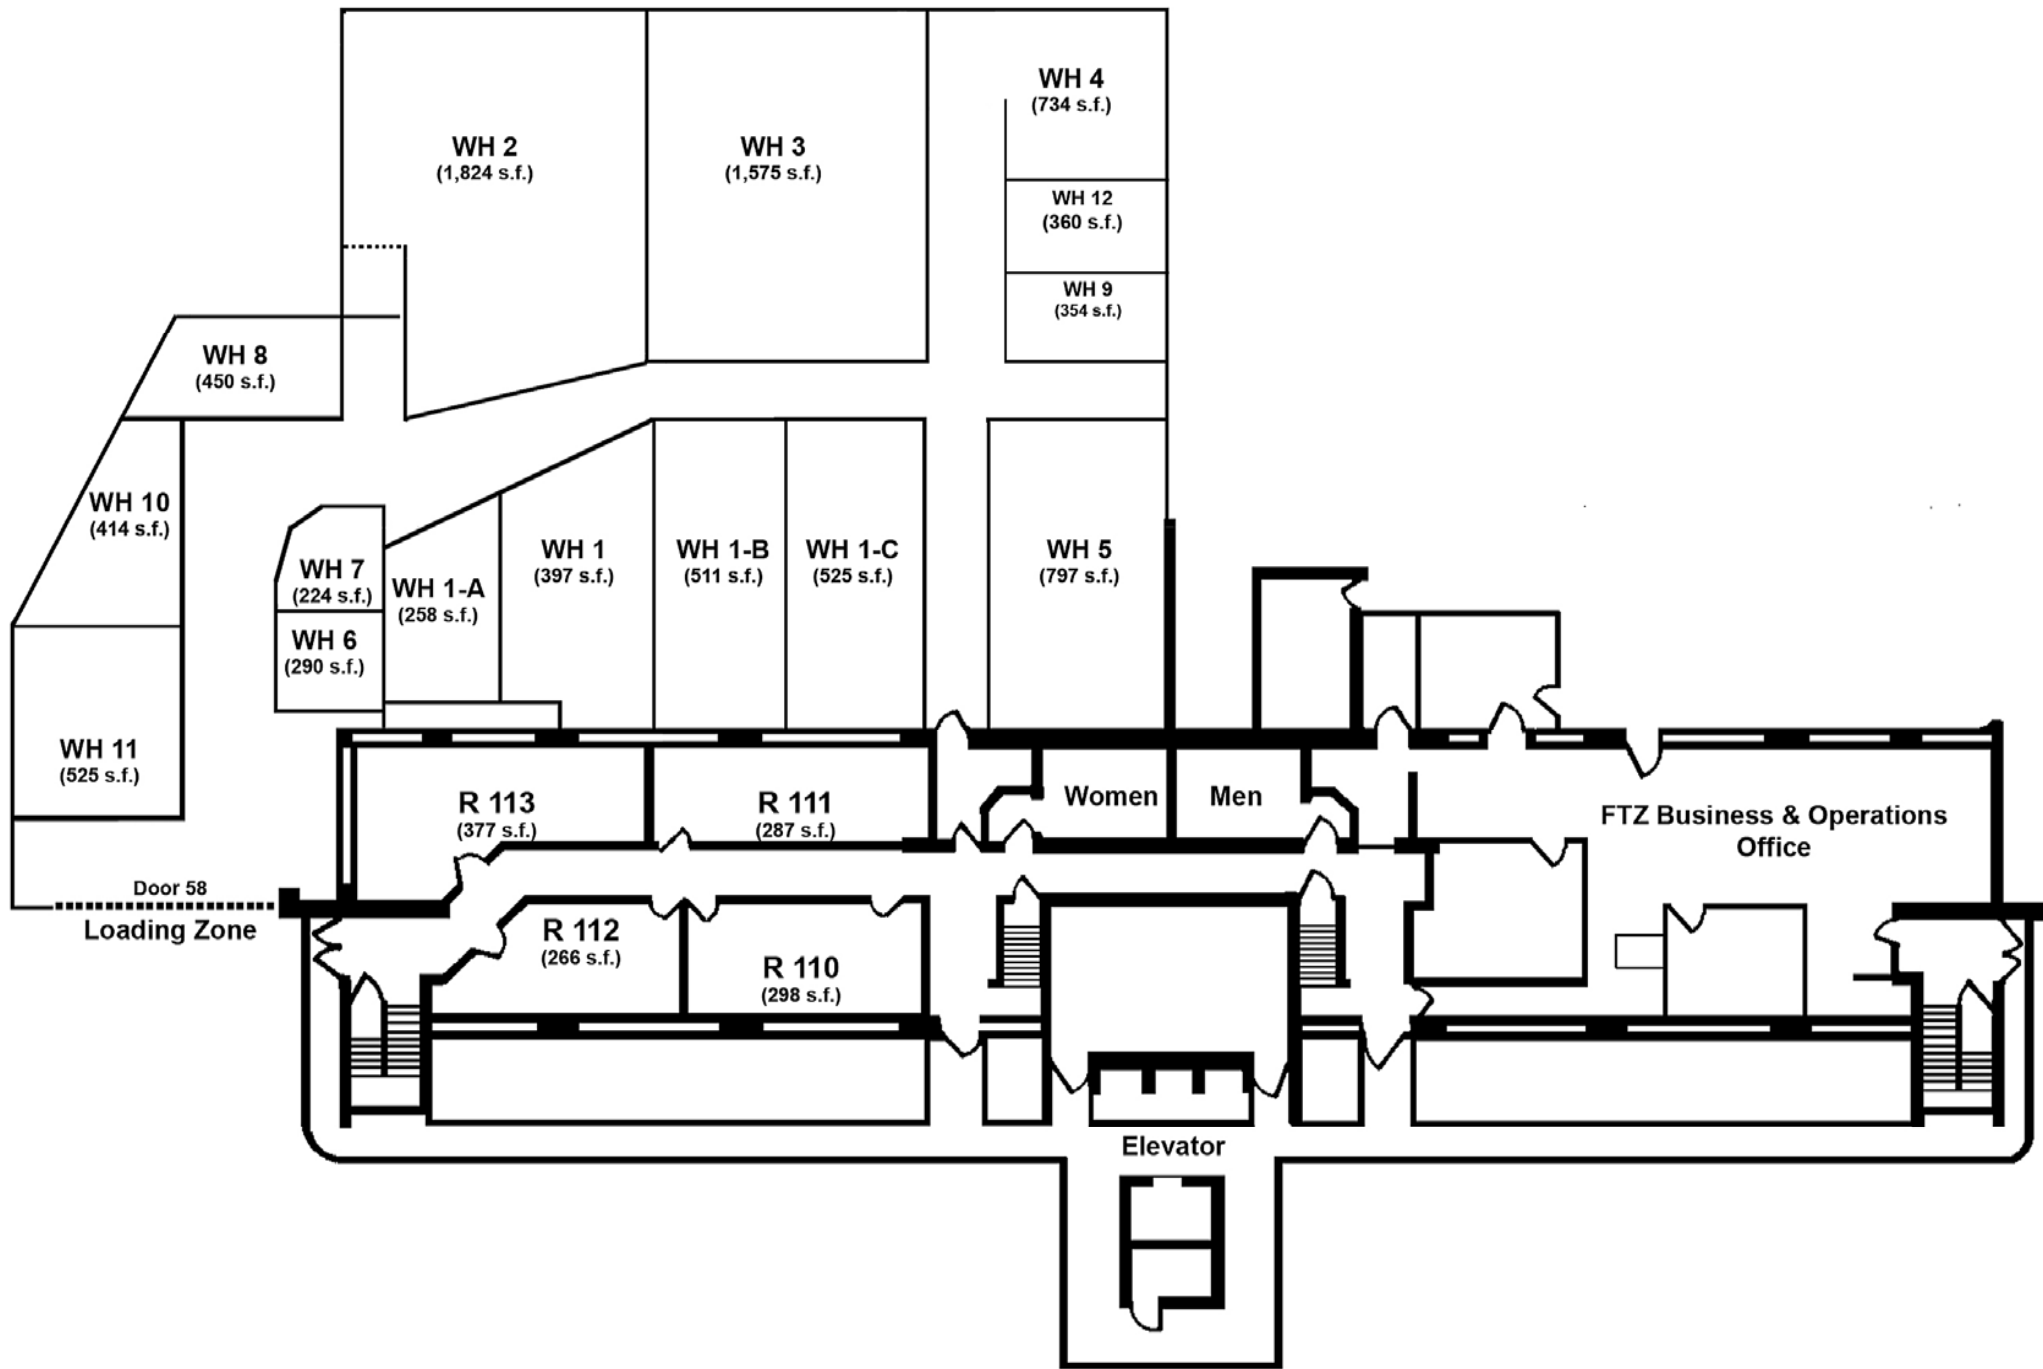 WH 4
(734 s.f.)
WH 2
(1,824 s.f.)
WH 3
(1,575 s.f.)
WH 12
(360 s.f.)
WH 9
(354 s.f.)
WH 8
(450 s.f.)
WH 10
(414 s.f.)
WH 7
(224 s.f.)
WH 1-A
(258 s.f.)
WH 1
(397 s.f.)
WH 1-B
(511 s.f.)
WH 1-C
(525 s.f.)
WH 5
(797 s.f.)
WH 6
(290 s.f.)
WH 11
(525 s.f.)
R 113
(377 s.f.)
R 111
(287 s.f.)
Women
Men
FTZ Business & Operations
Office
Door 58
Loading Zone
R 112
(266 s.f.)
R 110
(298 s.f.)
Elevator